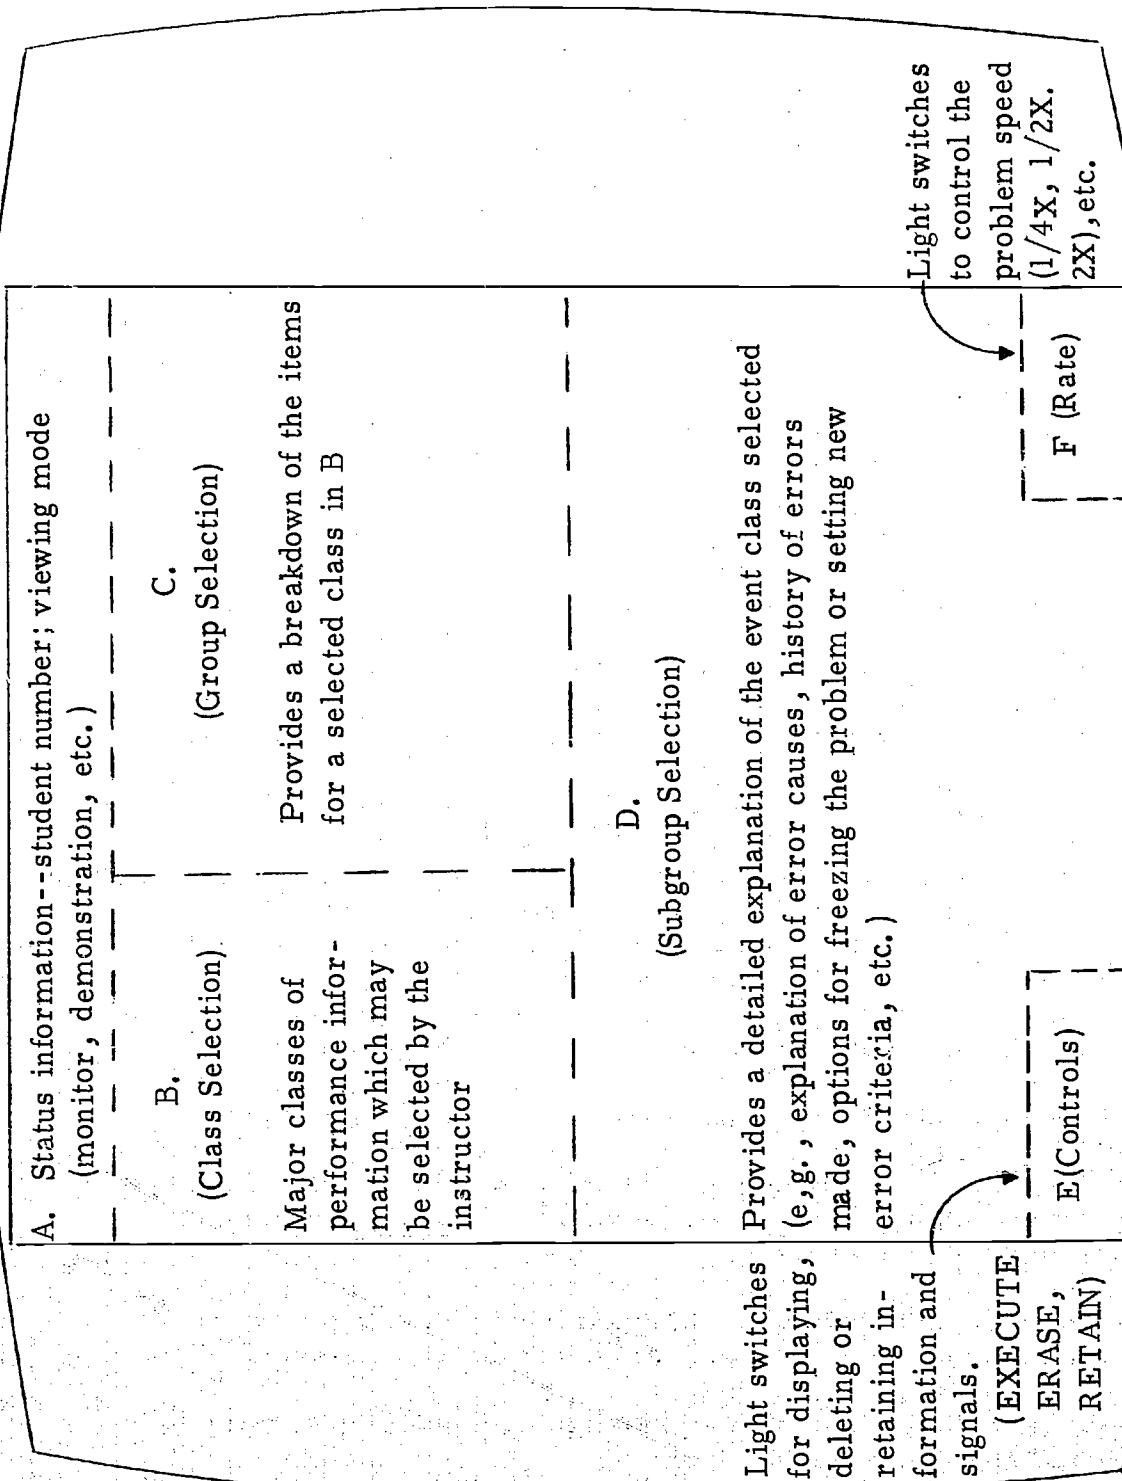 A. Status information--student number; viewing mode
(monitor, demonstration, etc.)
B.
(Class Selection)
Major classes of
performance infor-
mation which may
be selected by the
instructor
C.
(Group Selection)
Provides a breakdown of the items
for a selected class in B
D.
(Subgroup Selection)
Provides a detailed explanation of the event class selected
(e,g., explanation of error causes, history of errors
made, options for freezing the problem or setting new
error criteria, etc.)
Light switches
for displaying,
deleting or
retaining in-
formation and
signals.
(EXECUTE
ERASE,
RETAIN)
E(Controls)
F (Rate)
Light switches
to control the
problem speed
(1/4X, 1/2X.
2X),etc.